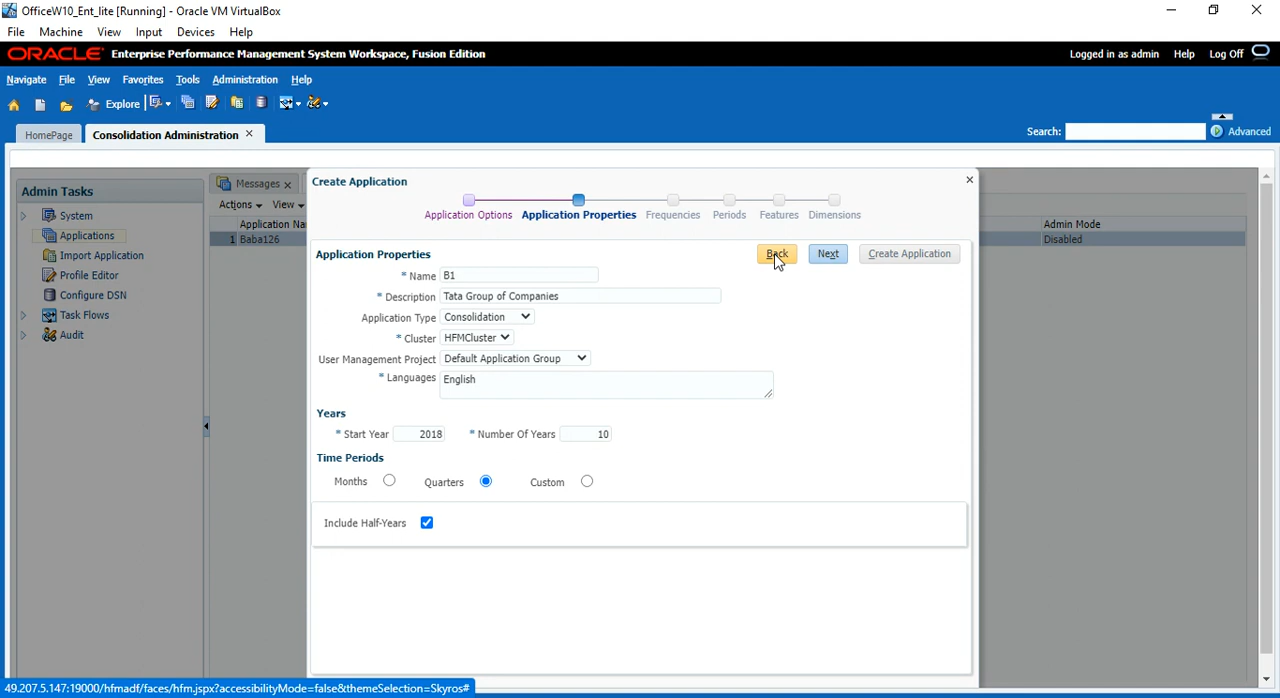 OfficeW10_Ent_lite [Running] - Oracle VM VirtualBox
File Machine View Input Devices Help
ORACLE Enterprise Performance Management System Workspace, Fusion Edition Logged in as admin Help Log Off
Navigate File View Favorites Tools Administration Help
Explore
HomePage Consolidation Administration Search: Advanced
Admin Tasks
System
Applications
Import Application
Profile Editor
Configure DSN
Task Flows
Audit
Messages
Actions View
Application Na
1 Baba126
Admin Mode
Disabled
Create Application
Application Options Application Properties Frequencies Periods Features Dimensions
Application Properties Back Next Create Application
* Name B1
* Description Tata Group of Companies
Application Type Consolidation
* Cluster HFMCluster
User Management Project Default Application Group
* Languages English
Years
* Start Year 2018 * Number Of Years 10
Time Periods
Months Quarters Custom
Include Half-Years
49.207.5.147:19000/hfmadf/faces/hfm.jspx?accessibilityMode=false&themeSelection=Skyros#